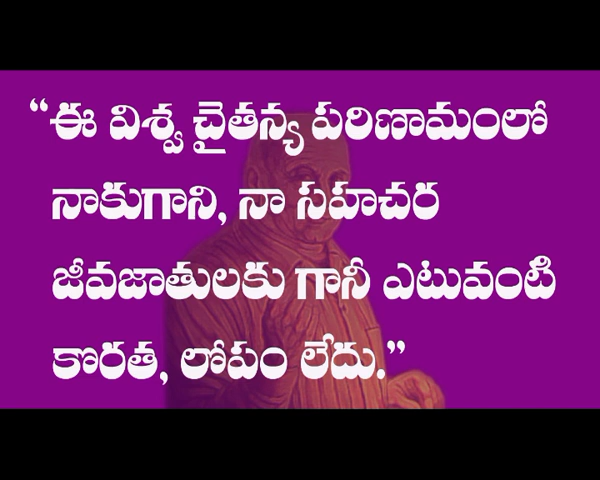 “ఈ విశ్వ చైతన్య పరిణామంలో
నాకుగాని, నా సహచర
జీవజాతులకు గానీ ఎటువంటి
కొరత, లోపం లేదు.”